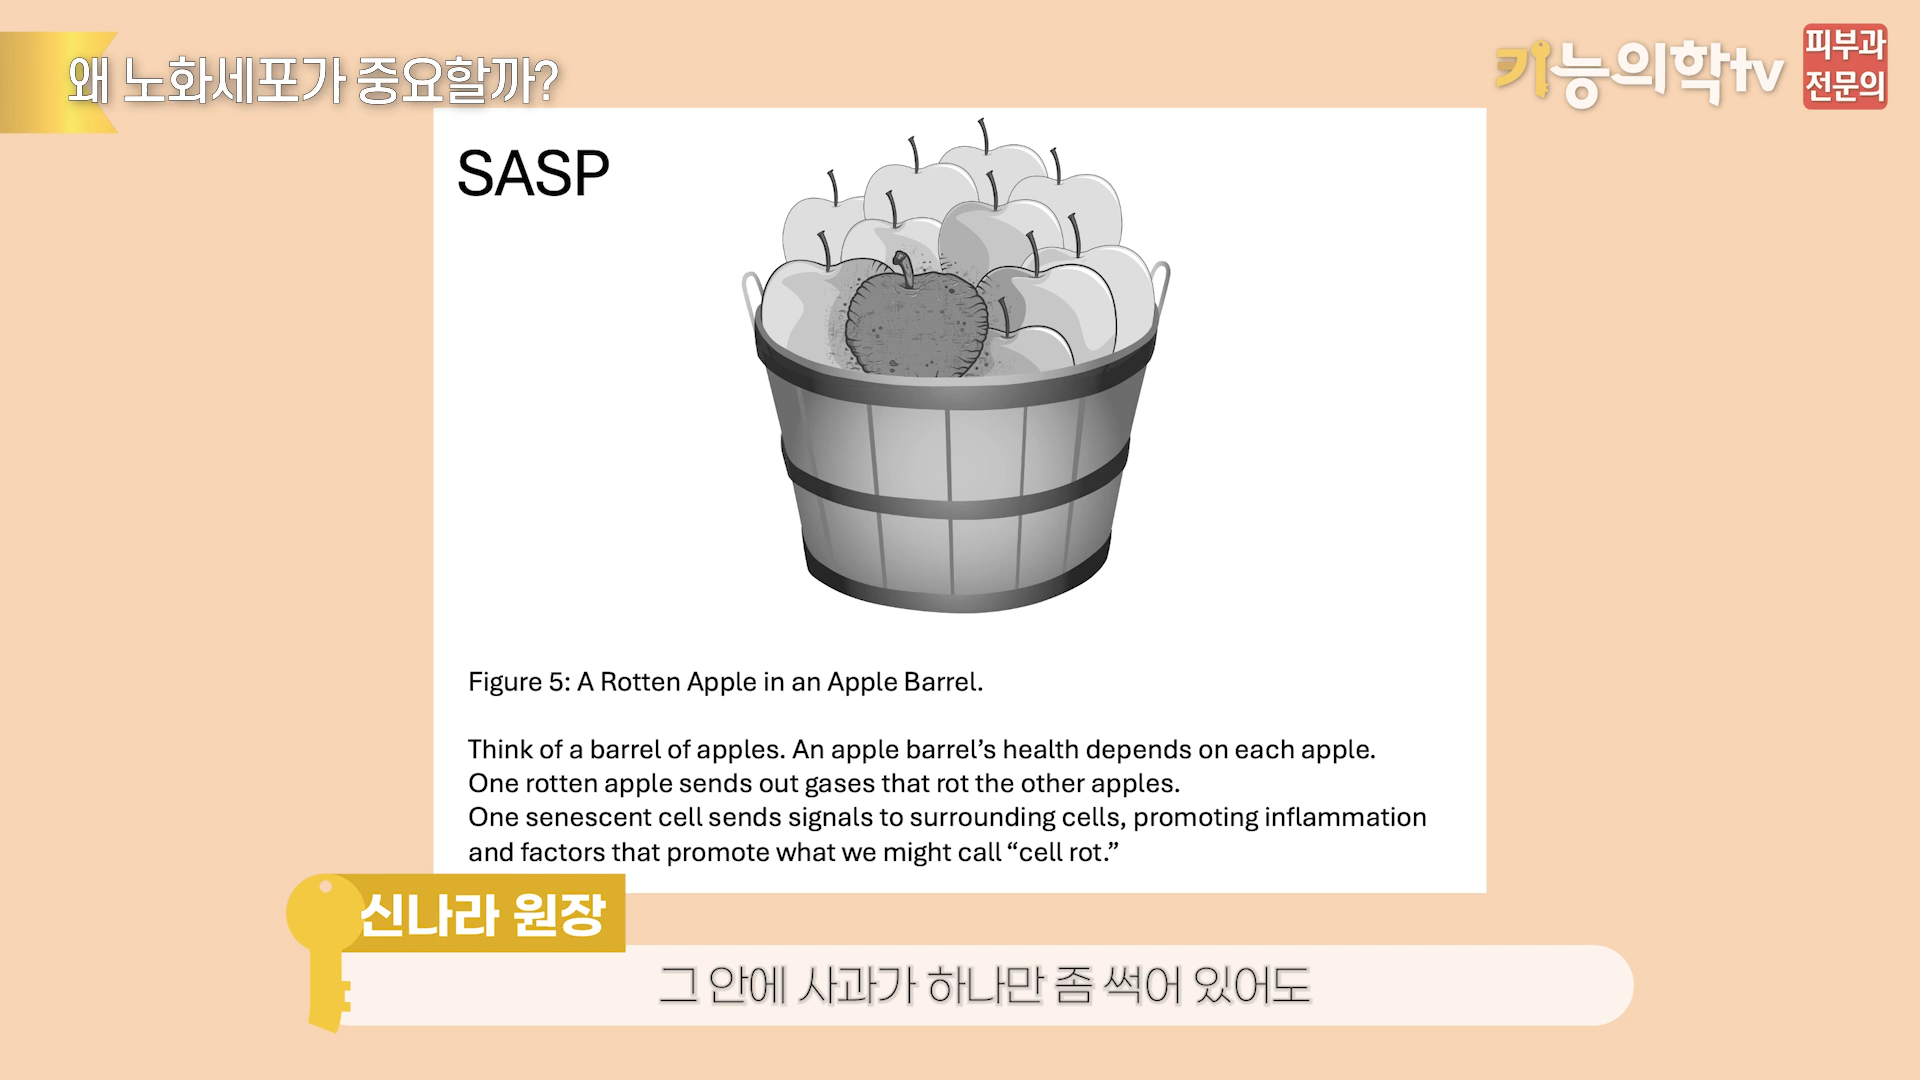 왜 노화세포가 중요할까?
키능의학tv
피부과
전문의
SASP
Figure 5: A Rotten Apple in an Apple Barrel.
Think of a barrel of apples. An apple barrel’s health depends on each apple.
One rotten apple sends out gases that rot the other apples.
One senescent cell sends signals to surrounding cells, promoting inflammation
and factors that promote what we might call “cell rot.”
신나라 원장
그 안에 사과가 하나만 좀 썩어 있어도